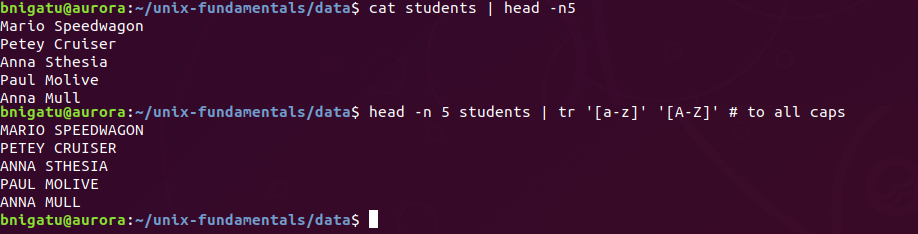 bnigatu@aurora:~/unix-fundamentals/data$ cat students | head -n5
Mario Speedwagon
Petey Cruiser
Anna Sthesia
Paul Molive
Anna Mull
bnigatu@aurora:~/unix-fundamentals/data$ head -n 5 students | tr '[a-z]' '[A-Z]' # to all caps
MARIO SPEEDWAGON
PETEY CRUISER
ANNA STHESIA
PAUL MOLIVE
ANNA MULL
bnigatu@aurora:~/unix-fundamentals/data$